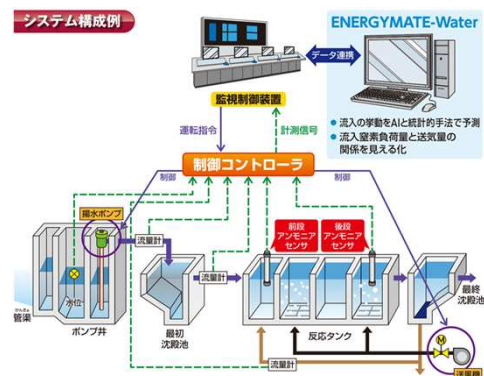 システム構成例
ENERGYMATE-Water
データ連携
監視制御装置
● 流入の挙動をAIと統計的手法で予測
● 流入窒素負荷量と送気量の
関係を見える化
運転指令
計測信号
制御
制御コントローラ
制御
揚水ポンプ
流量計
前段
アンモニア
センサ
後段
アンモニア
センサ
流量計
水位
かんきょ
管渠
ポンプ井
最初
沈殿池
反応タンク
最終
沈殿池
流量計
M
送風機